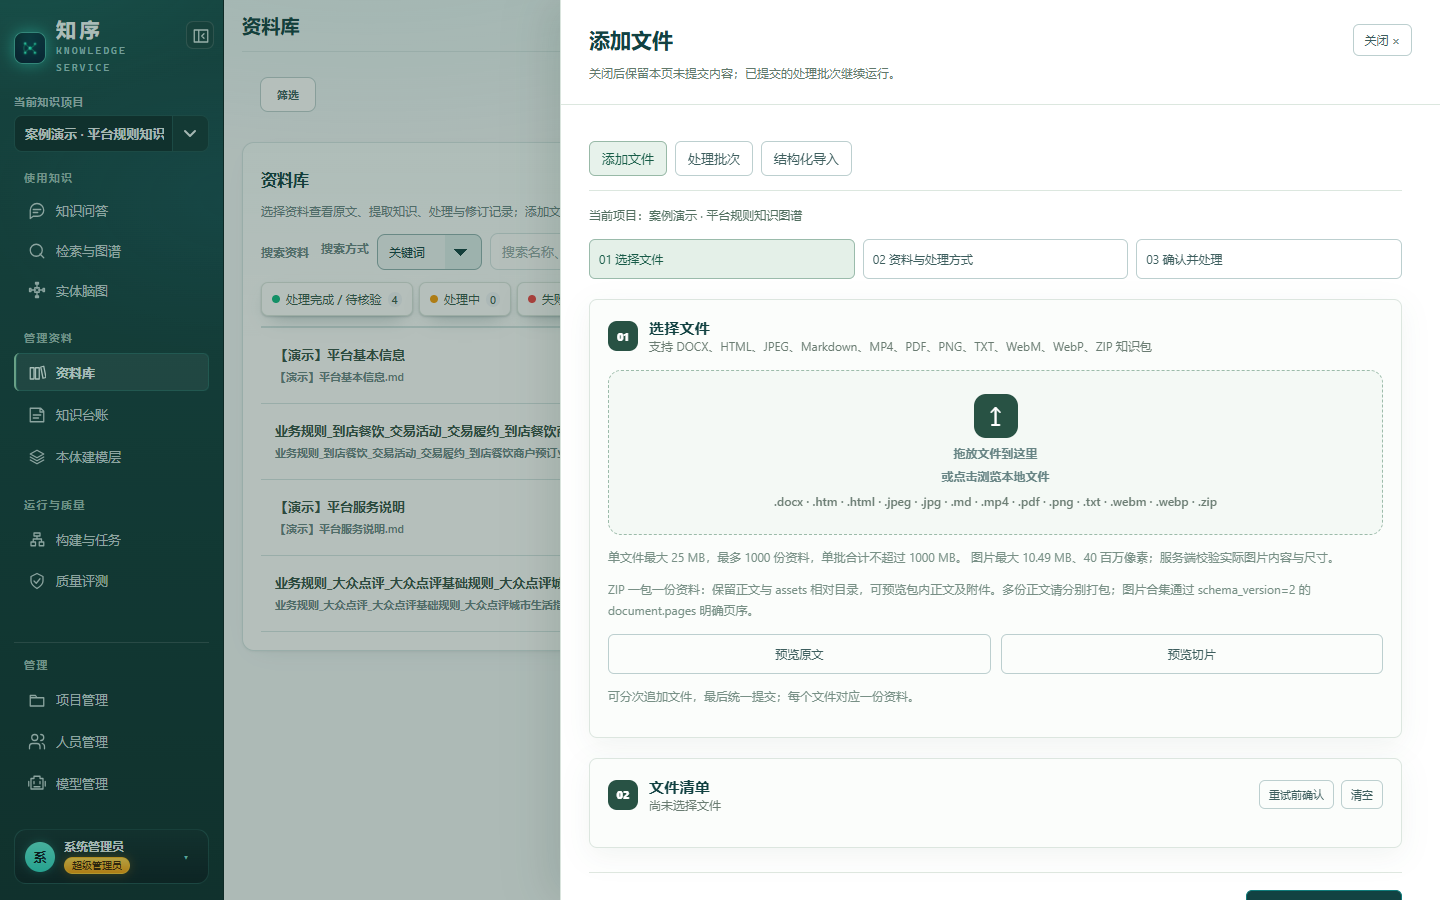 知序
KNOWLEDGE
SERVICE
当前知识项目
案例演示 · 平台规则知识
使用知识
知识问答
检索与图谱
实体脑图
管理资料
资料库
知识台账
本体建模层
运行与质量
构建与任务
质量评测
管理
项目管理
人员管理
模型管理
系
系统管理员
超级管理员
资料库
筛选
资料库
选择资料查看原文、提取知识、处理与修订记录；添加文
搜索资料
搜索方式
关键词
搜索名称、
处理完成 / 待核验 4
处理中 0
失
【演示】平台基本信息
【演示】平台基本信息.md
业务规则_到店餐饮_交易活动_交易履约_到店餐饮
业务规则_到店餐饮_交易活动_交易履约_到店餐饮商户预订
【演示】平台服务说明
【演示】平台服务说明.md
业务规则_大众点评_大众点评基础规则_大众点评城
业务规则_大众点评_大众点评基础规则_大众点评城市生活指
添加文件
关闭后保留本页未提交内容；已提交的处理批次继续运行。
关闭 ×
添加文件
处理批次
结构化导入
当前项目：案例演示 · 平台规则知识图谱
01 选择文件
02 资料与处理方式
03 确认并处理
01
选择文件
支持 DOCX、HTML、JPEG、Markdown、MP4、PDF、PNG、TXT、WebM、WebP、ZIP 知识包
拖放文件到这里
或点击浏览本地文件
.docx · .htm · .html · .jpeg · .jpg · .md · .mp4 · .pdf · .png · .txt · .webm · .webp · .zip
单文件最大 25 MB，最多 1000 份资料，单批合计不超过 1000 MB。 图片最大 10.49 MB、40 百万像素；服务端校验实际图片内容与尺寸。
ZIP 一包一份资料：保留正文与 assets 相对目录，可预览包内正文及附件。多份正文请分别打包；图片合集通过 schema_version=2 的
document.pages 明确页序。
预览原文
预览切片
可分次追加文件，最后统一提交；每个文件对应一份资料。
02
文件清单
尚未选择文件
重试前确认
清空